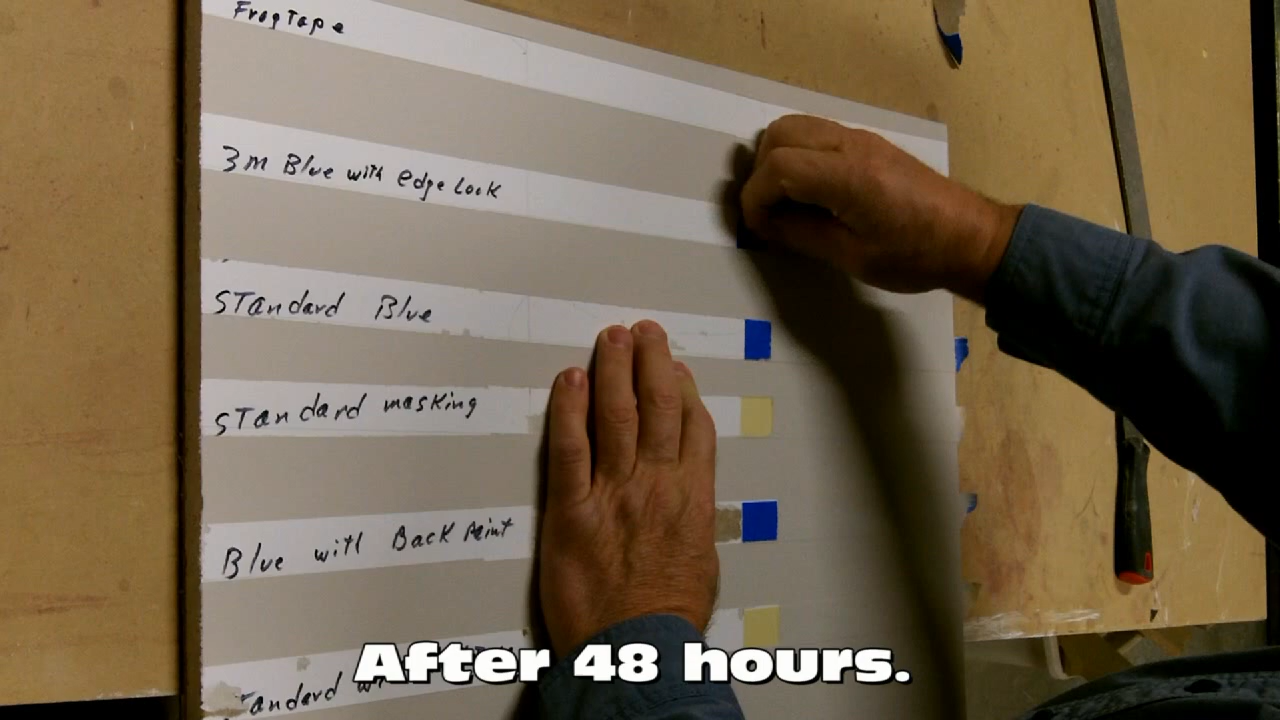 FrogTape
3m Blue with edge Lock
STandard Blue
STandard masking
Blue with Back Paint
After 48 hours.